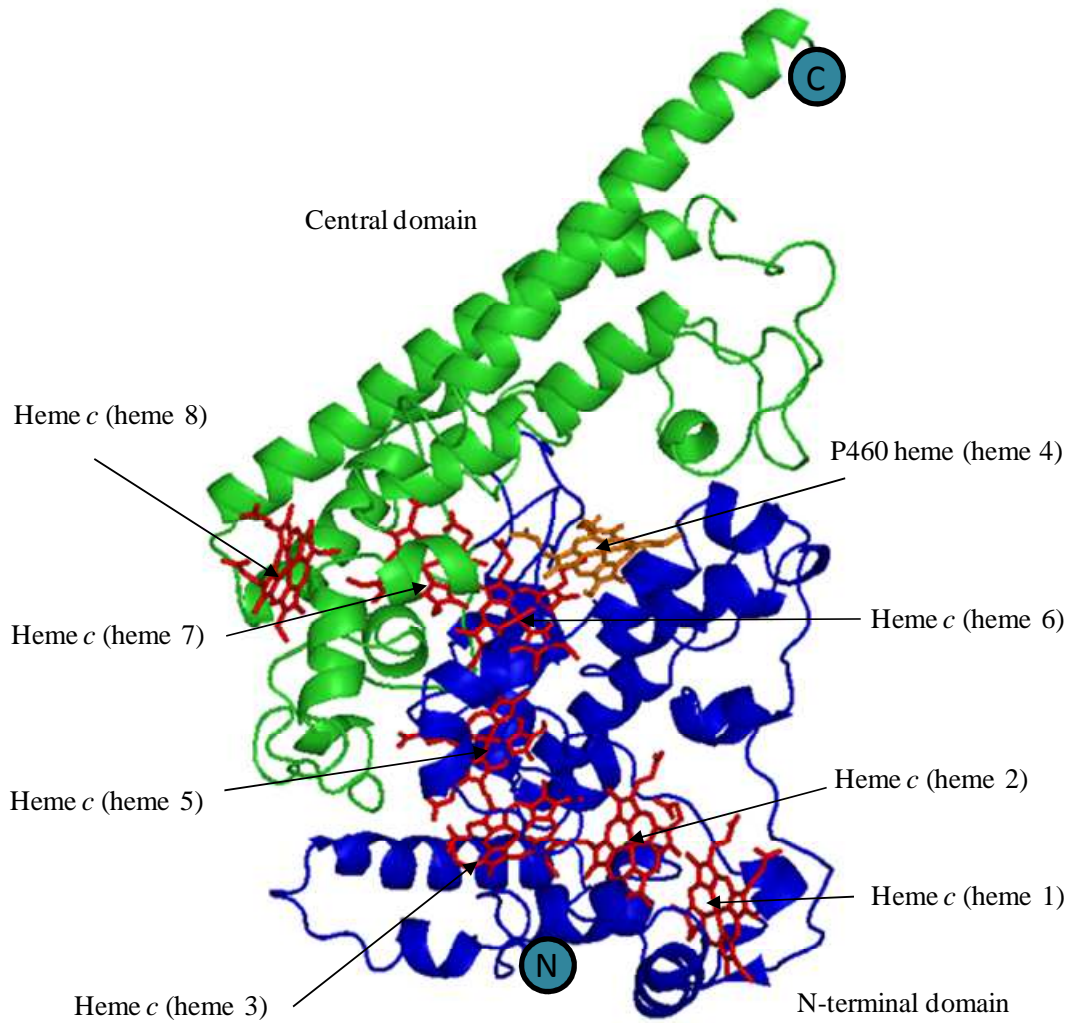 C
Central domain
Heme c (heme 8)
P460 heme (heme 4)
Heme c (heme 7)
Heme c (heme 6)
Heme c (heme 5)
Heme c (heme 2)
Heme c (heme 1)
N
Heme c (heme 3)
N-terminal domain